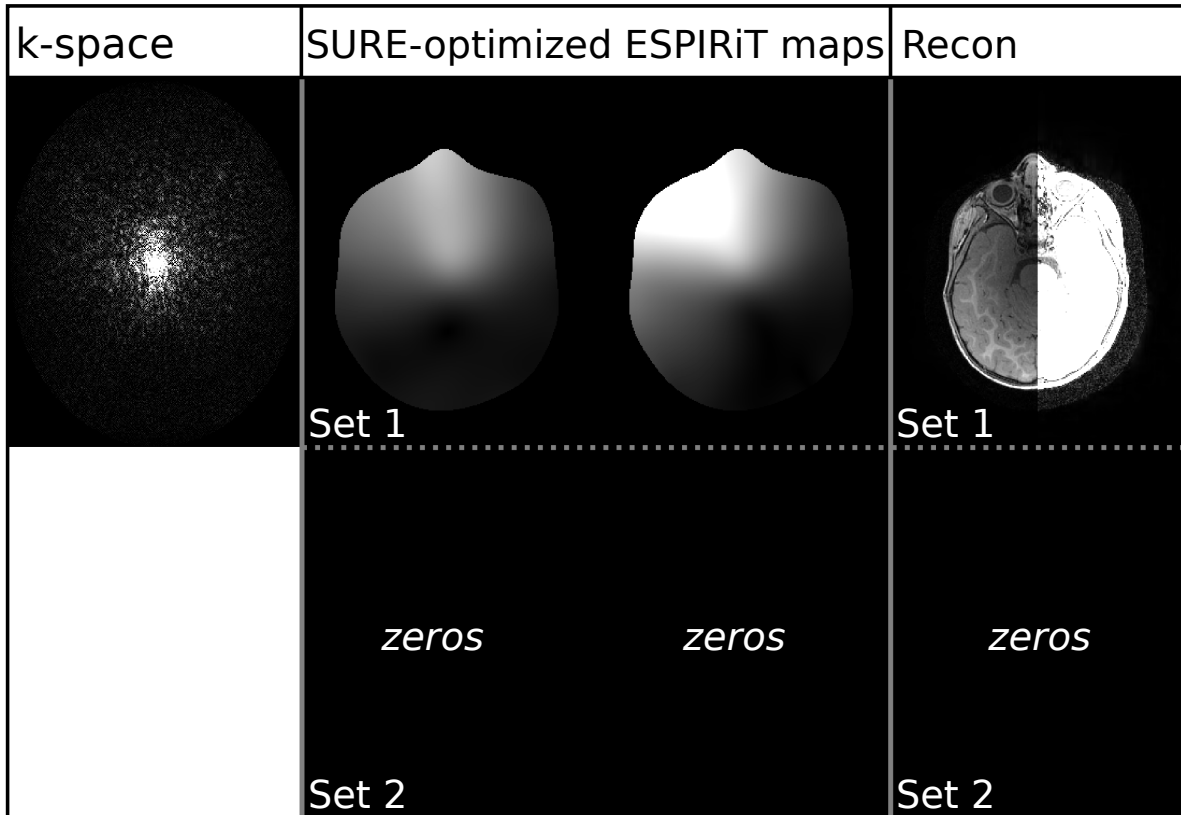 k-space
SURE-optimized ESPIRiT maps
Recon
Set 1
Set 1
zeros
zeros
zeros
Set 2
Set 2